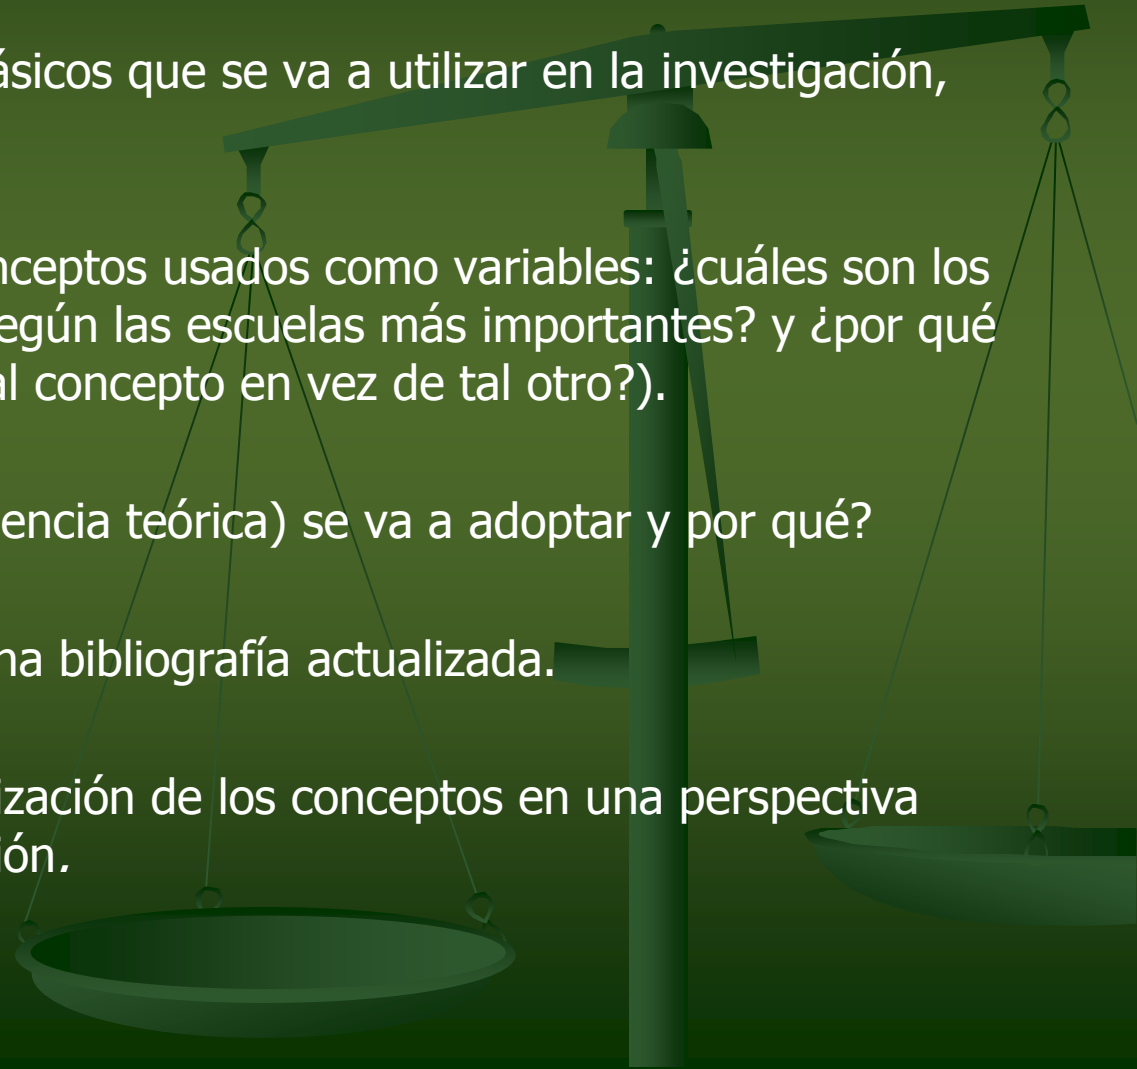 ásicos que se va a utilizar en la investigación,
nceptos usados como variables: ¿cuáles son los
egún las escuelas más importantes? y ¿por qué
al concepto en vez de tal otro?).
encia teórica) se va a adoptar y por qué?
na bibliografía actualizada.
ización de los conceptos en una perspectiva
ión.